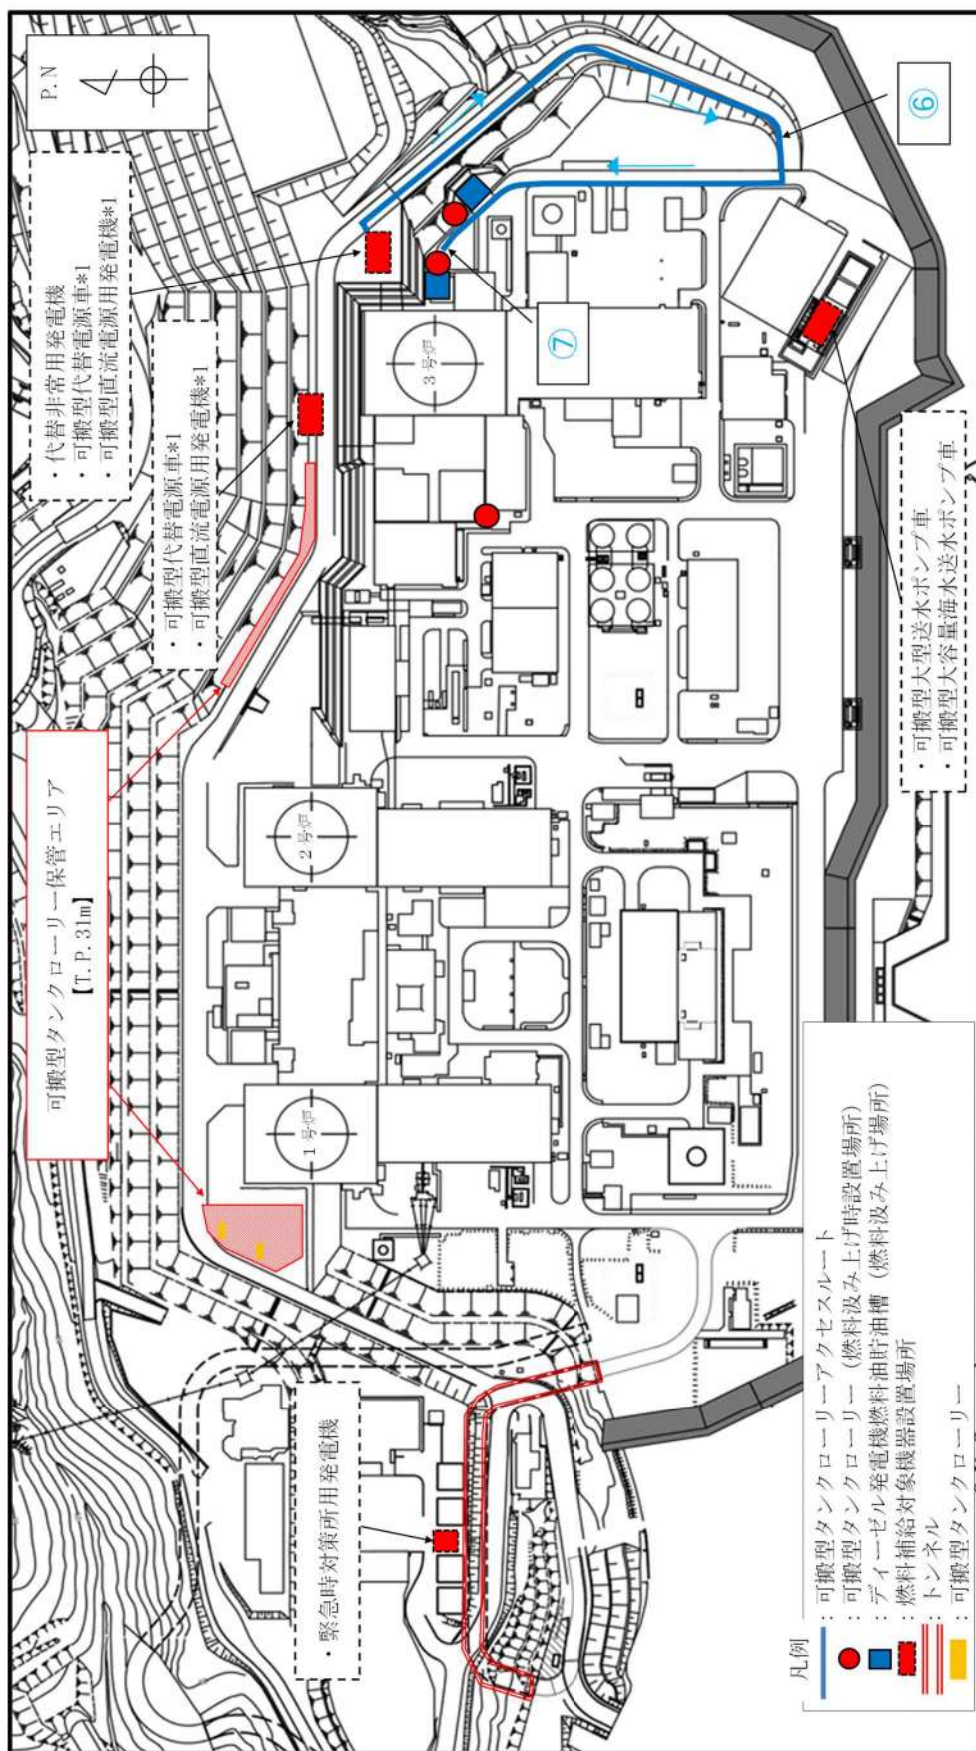 P.N
・代替非常用発電機
・可搬型代替電源車*1
・可搬型直流電源用発電機*1
・可搬型代替電源車*1
・可搬型直流電源用発電機*1
可搬型タンクローリー保管エリア
【T.P.31m】
・緊急時対策所用発電機
1号炉
2号炉
3号炉
⑥
⑦
・可搬型大型送水ポンプ車
・可搬型大容量海水送水ポンプ車
凡例
：可搬型タンクローリーアクセスルート
：可搬型タンクローリー（燃料汲み上げ時設置場所）
：ディーゼル発電機燃料油貯油槽（燃料汲み上げ場所）
：燃料補給対象機器設置場所
：トンネル
：可搬型タンクローリー